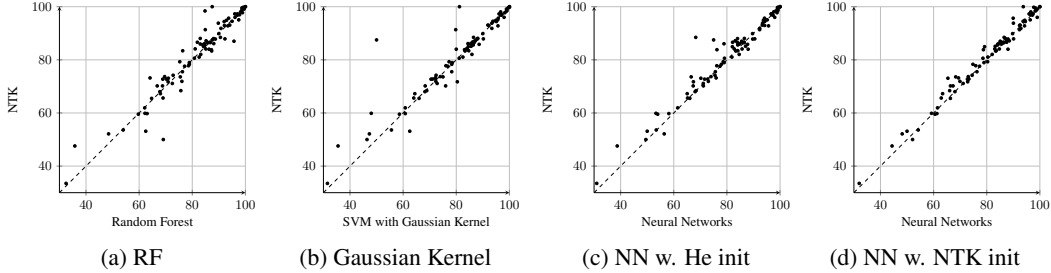 100
80
60
40
NTK
40 60 80 100
Random Forest
(a) RF
100
80
60
40
NTK
40 60 80 100
SVM with Gaussian Kernel
(b) Gaussian Kernel
100
80
60
40
NTK
40 60 80 100
Neural Networks
(c) NN w. He init
100
80
60
40
NTK
40 60 80 100
Neural Networks
(d) NN w. NTK init